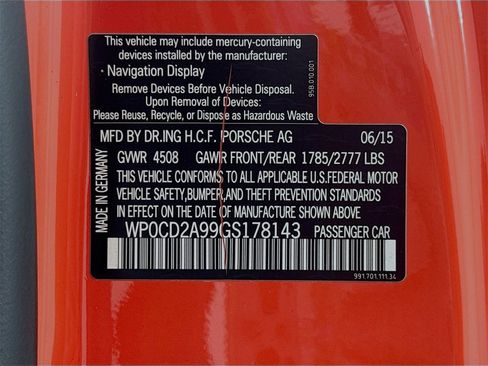 This vehicle may include mercury-containing
devices installed by the manufacturer:
· Navigation Display
Remove Devices Before Vehicle Disposal.
Upon Removal of Devices:
Please Reuse, Recycle, or Dispose as Hazardous Waste
95B.010.001
MFD BY DR.ING H.C.F. PORSCHE AG 06/15
GVWR 4508 GAWR FRONT/REAR 1785/2777 LBS
THIS VEHICLE CONFORMS TO ALL APPLICABLE U.S.FEDERAL MOTOR
VEHICLE SAFETY,BUMPER,AND THEFT PREVENTION STANDARDS
IN EFFECT ON THE DATE OF MANUFACTURE SHOWN ABOVE
WP0CD2A99GS178143 PASSENGER CAR
MADE IN GERMANY
991.701.111.34